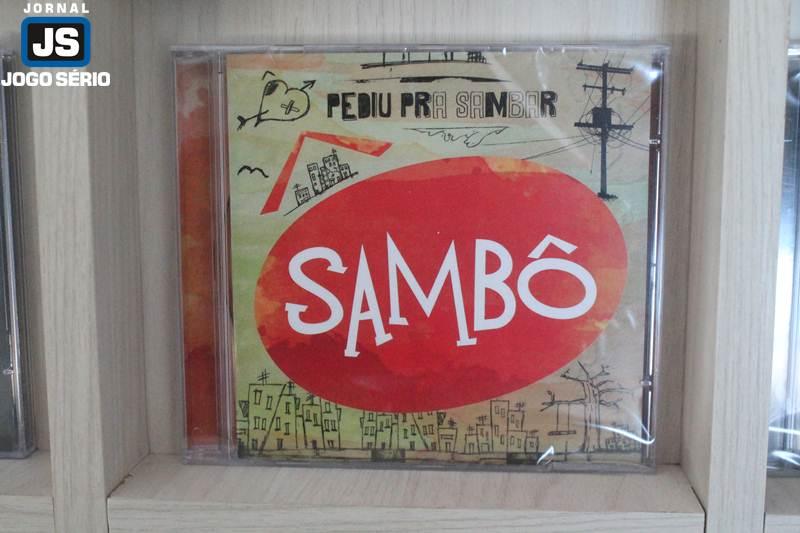 JORNAL
JS
JOGO SÉRIO
PEDIU PRA SAMBAR
SAMBÔ